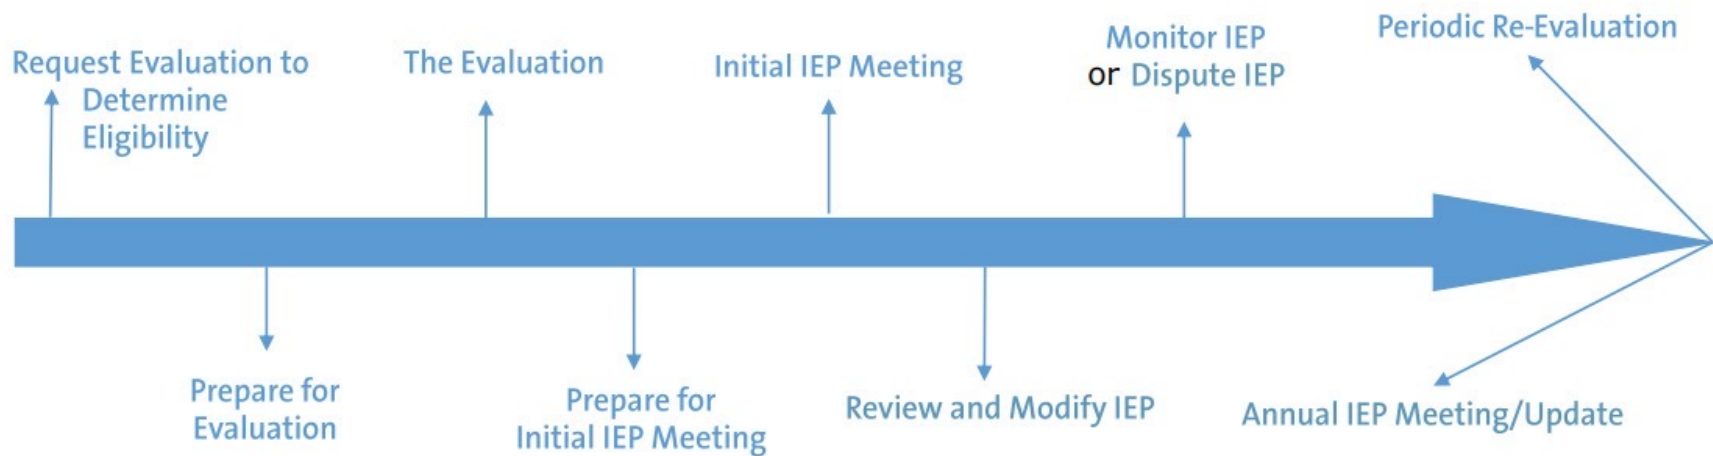 Request Evaluation to
Determine
Eligibility
The Evaluation
Initial IEP Meeting
Monitor IEP
or Dispute IEP
Periodic Re-Evaluation
Prepare for
Evaluation
Prepare for
Initial IEP Meeting
Review and Modify IEP
Annual IEP Meeting/Update